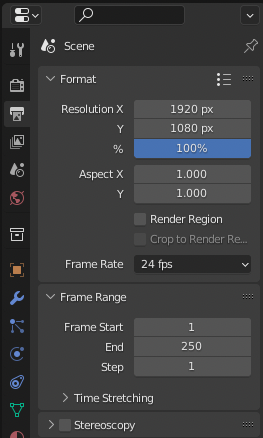 Scene
Format
Resolution X 1920 px
Y 1080 px
% 100%
Aspect X 1.000
Y 1.000
Render Region
Crop to Render Re...
Frame Rate 24 fps
Frame Range
Frame Start 1
End 250
Step 1
Time Stretching
Stereoscopy